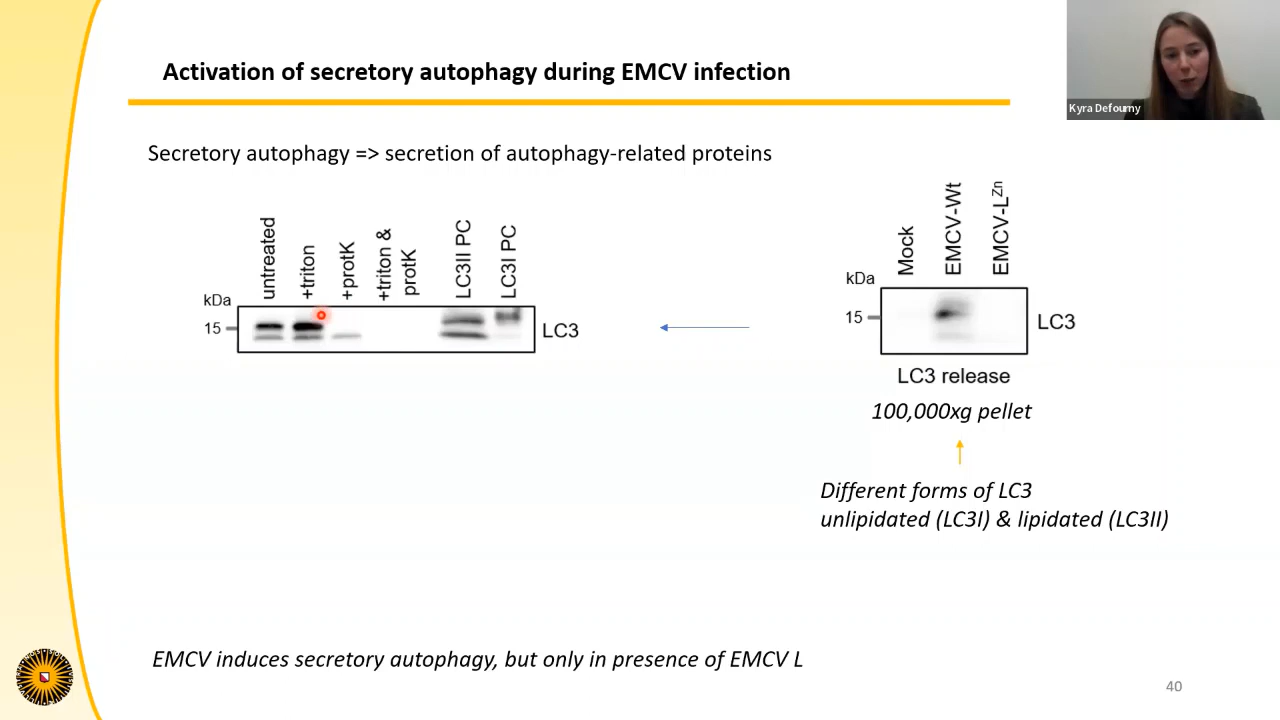 Activation of secretory autophagy during EMCV infection
Kyra Defourny
Secretory autophagy => secretion of autophagy-related proteins
untreated
+triton
+protK
+triton &
protK
LC3II PC
LC3I PC
kDa
15
LC3
Mock
EMCV-Wt
EMCV-LZn
kDa
15
LC3
LC3 release
100,000xg pellet
Different forms of LC3
unlipidated (LC3I) & lipidated (LC3II)
EMCV induces secretory autophagy, but only in presence of EMCV L
40